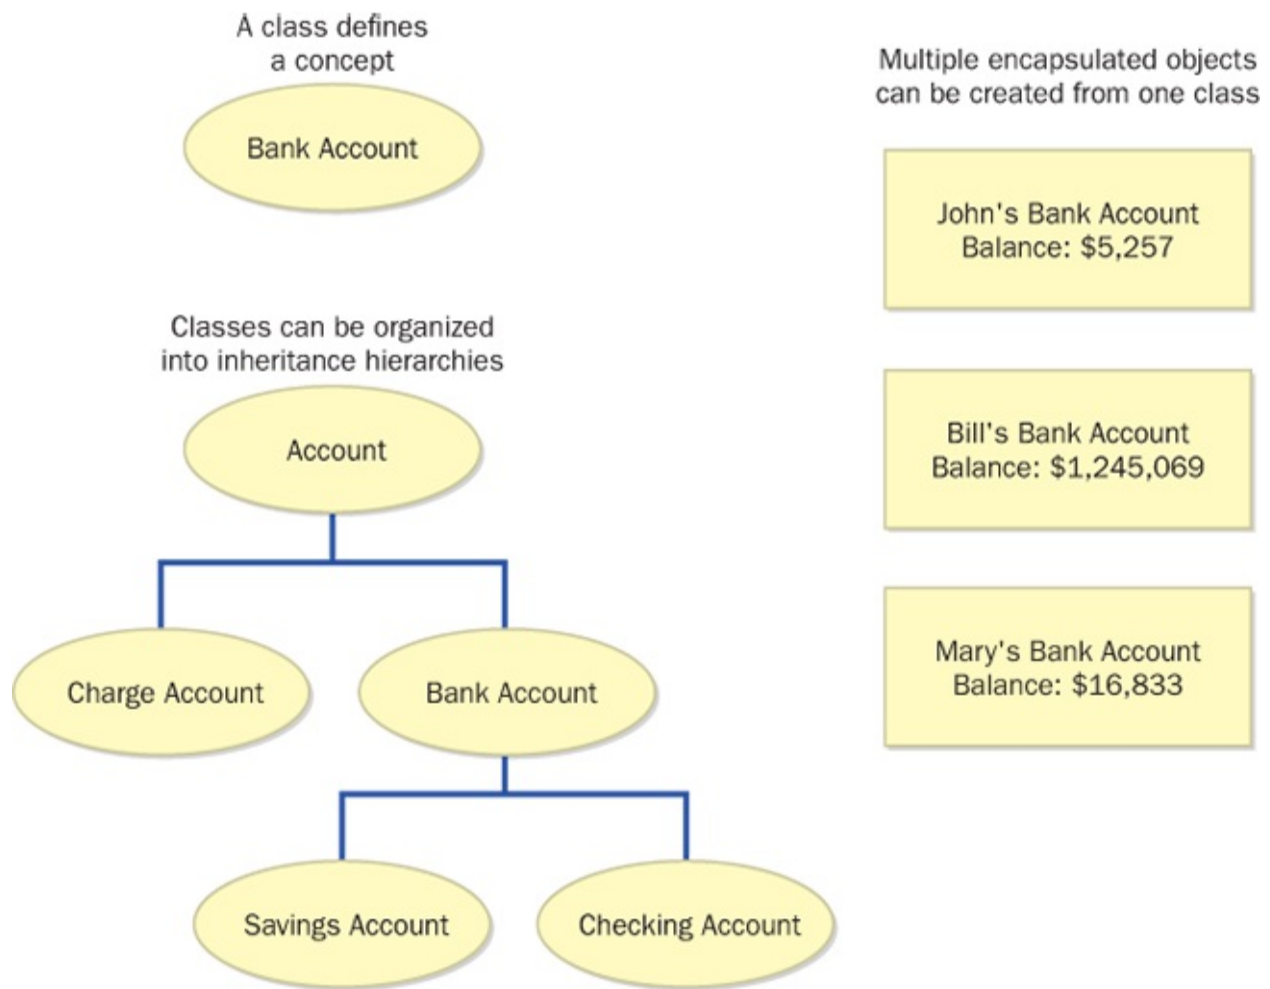 A class defines
a concept
Bank Account
Classes can be organized
into inheritance hierarchies
Account
Charge Account
Bank Account
Savings Account
Checking Account
Multiple encapsulated objects
can be created from one class
John's Bank Account
Balance: $5,257
Bill's Bank Account
Balance: $1,245,069
Mary's Bank Account
Balance: $16,833